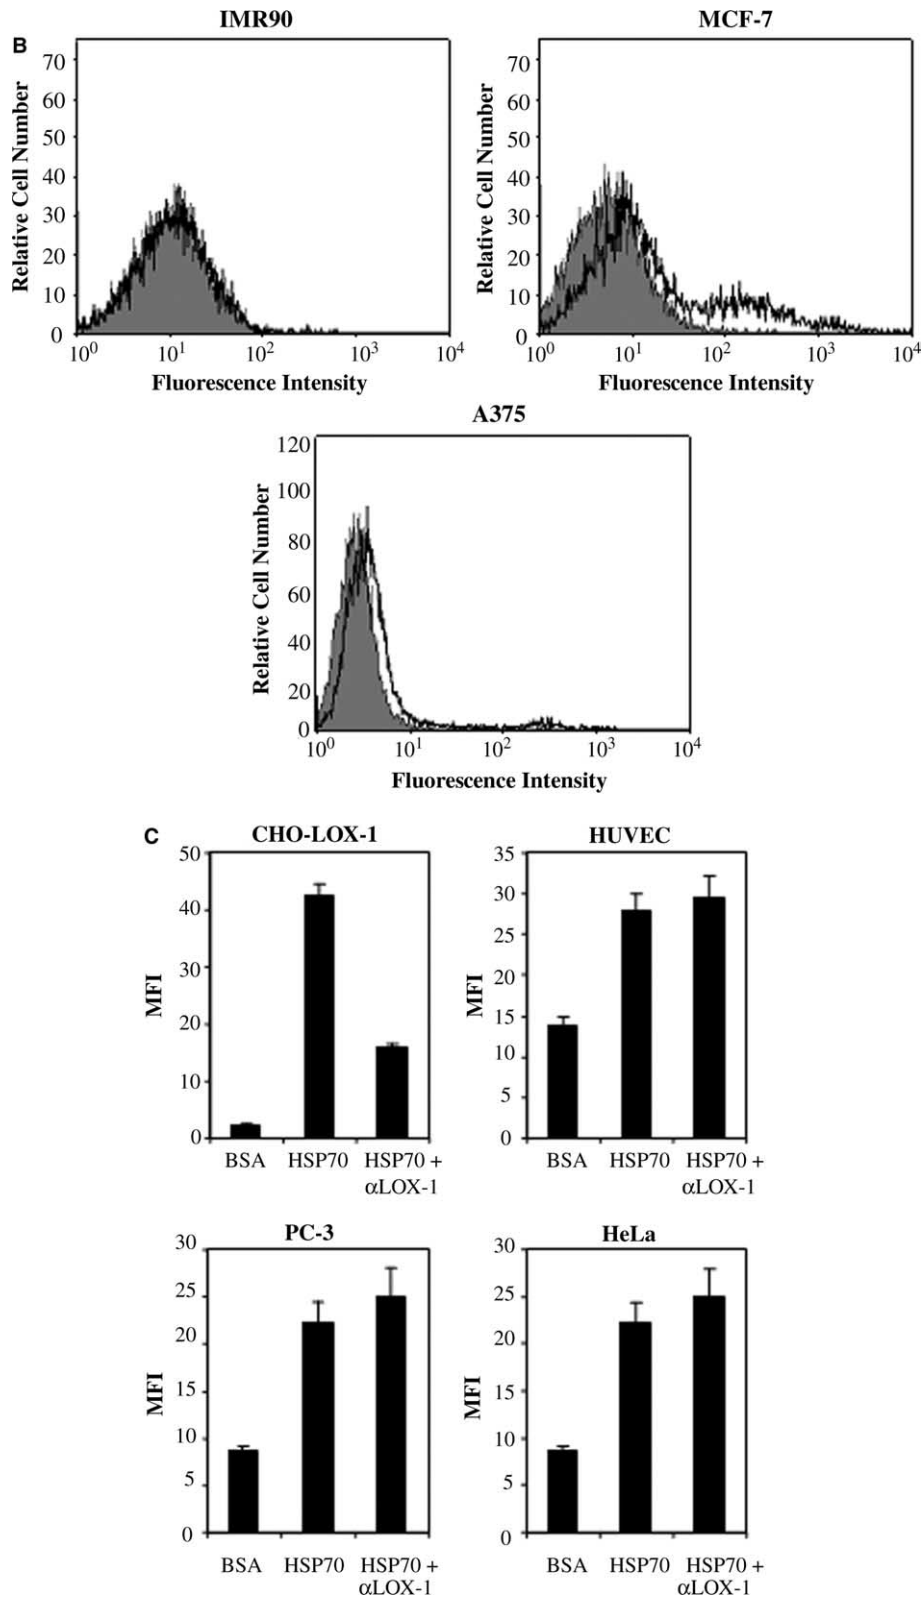 B
IMR90
Relative Cell Number
70
60
50
40
30
20
10
0
10^0 10^1 10^2 10^3 10^4
Fluorescence Intensity
MCF-7
Relative Cell Number
70
60
50
40
30
20
10
0
10^0 10^1 10^2 10^3 10^4
Fluorescence Intensity
A375
Relative Cell Number
120
100
80
60
40
20
0
10^0 10^1 10^2 10^3 10^4
Fluorescence Intensity
C
CHO-LOX-1
MFI
50
40
30
20
10
0
BSA HSP70 HSP70 +
αLOX-1
HUVEC
MFI
35
30
25
20
15
10
5
0
BSA HSP70 HSP70 +
αLOX-1
PC-3
MFI
30
25
20
15
10
5
0
BSA HSP70 HSP70 +
αLOX-1
HeLa
MFI
30
25
20
15
10
5
0
BSA HSP70 HSP70 +
αLOX-1